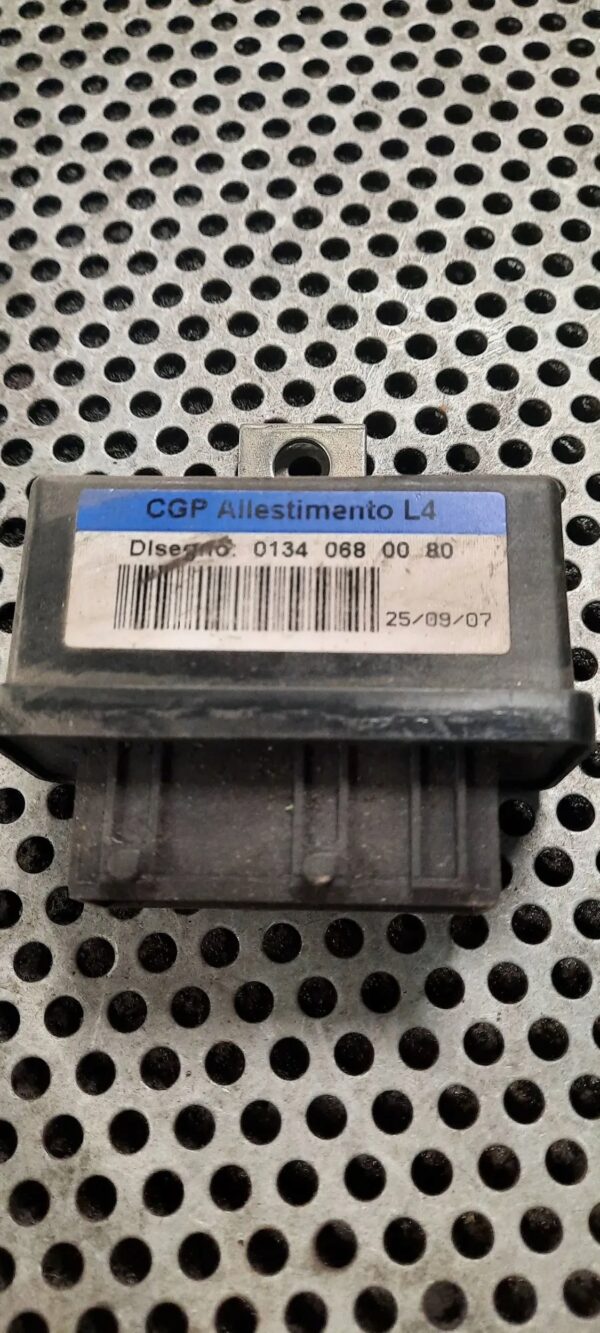 CGP Allestimento L4
Disegno: 0134 068 00 80
25/09/07